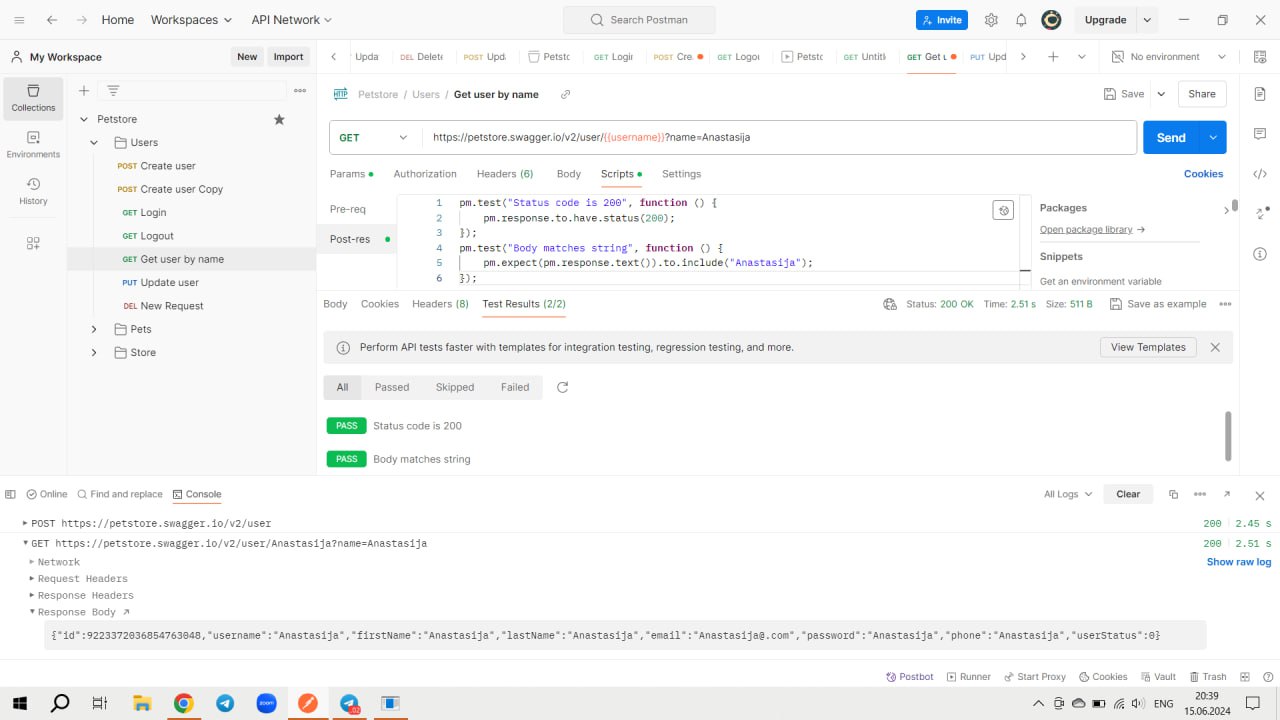 Home Workspaces API Network Search Postman Invite Upgrade
My Workspace New Import Upda DEL Delete POST Upd. Petstc GET Login POST Cre. GET Logou Petstc GET Untitl GET Get u PUT Upd No environment
Collections
Environments
History
Petstore
Users
POST Create user
POST Create user Copy
GET Login
GET Logout
GET Get user by name
PUT Update user
DEL New Request
Pets
Store
Petstore / Users / Get user by name Save Share
GET https://petstore.swagger.io/v2/user/{{username}}?name=Anastasija Send
Params Authorization Headers (6) Body Scripts Settings Cookies
Pre-req
Post-res
1 pm.test("Status code is 200", function () {
2 pm.response.to.have.status(200);
3 });
4 pm.test("Body matches string", function () {
5 pm.expect(pm.response.text()).to.include("Anastasija");
6 });
Packages
Open package library →
Snippets
Get an environment variable
Body Cookies Headers (8) Test Results (2/2) Status: 200 OK Time: 2.51 s Size: 511 B Save as example
Perform API tests faster with templates for integration testing, regression testing, and more. View Templates
All Passed Skipped Failed
PASS Status code is 200
PASS Body matches string
Online Find and replace Console All Logs Clear
POST https://petstore.swagger.io/v2/user 200 2.45 s
GET https://petstore.swagger.io/v2/user/Anastasija?name=Anastasija 200 2.51 s
Network Show raw log
Request Headers
Response Headers
Response Body
{"id":9223372036854763048,"username":"Anastasija","firstName":"Anastasija","lastName":"Anastasija","email":"Anastasija@.com","password":"Anastasija","phone":"Anastasija","userStatus":0}
Postbot Runner Start Proxy Cookies Vault Trash
zoom ENG 20:39
15.06.2024